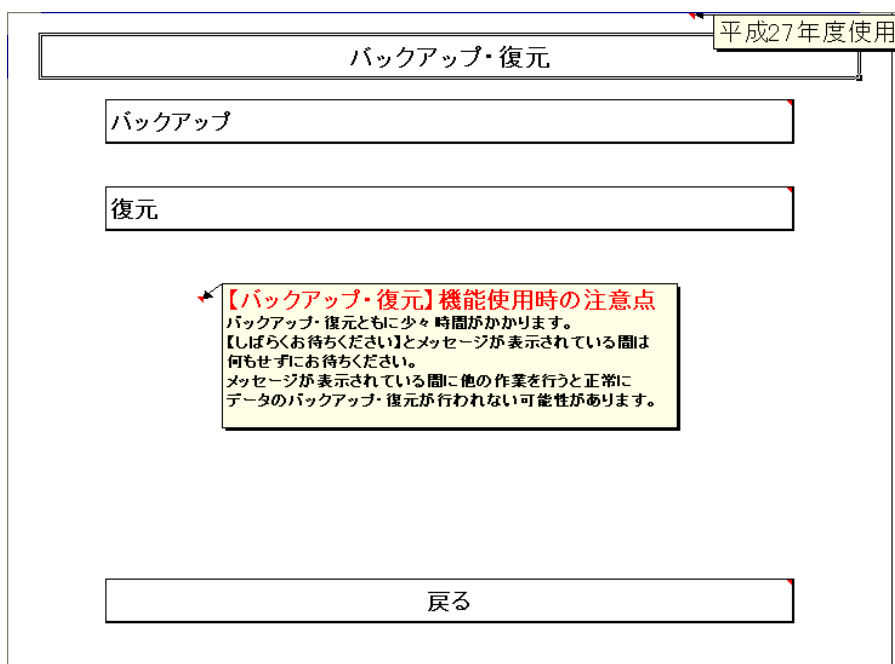 平成27年度使用
バックアップ・復元
バックアップ
復元
【バックアップ・復元】機能使用時の注意点
バックアップ・復元ともに少々時間がかかります。
【しばらくお待ちください】とメッセージが表示されている間は
何もせずにお待ちください。
メッセージが表示されている間に他の作業を行うと正常に
データのバックアップ・復元が行われない可能性があります。
戻る